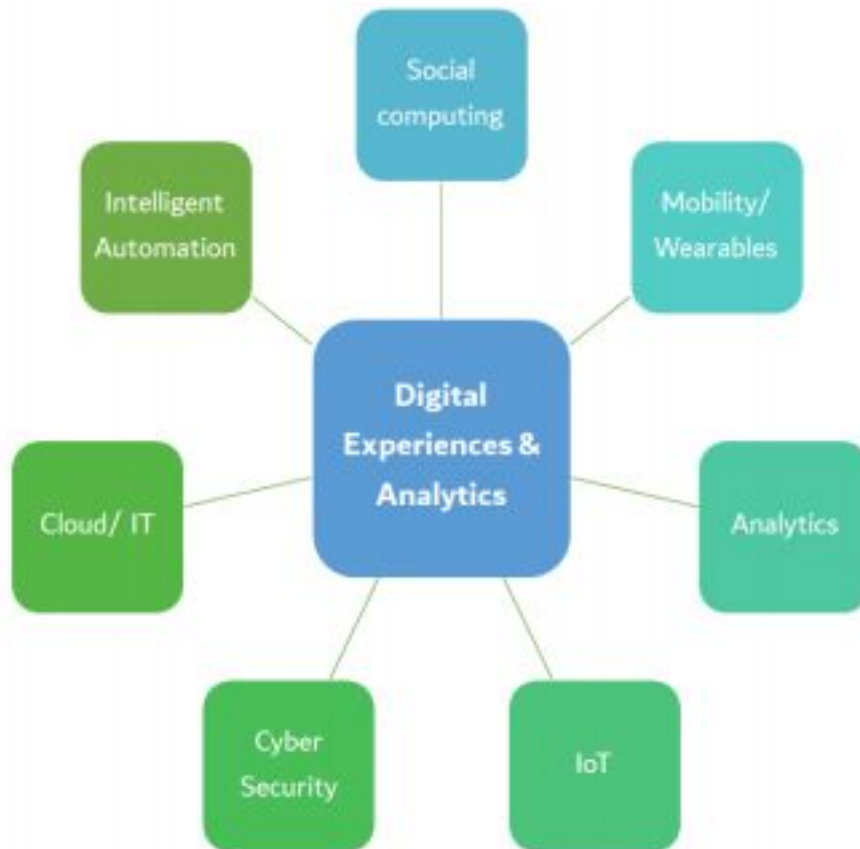 Social
computing
Mobility/
Wearables
Analytics
IoT
Cyber
Security
Cloud/ IT
Intelligent
Automation
Digital
Experiences &
Analytics